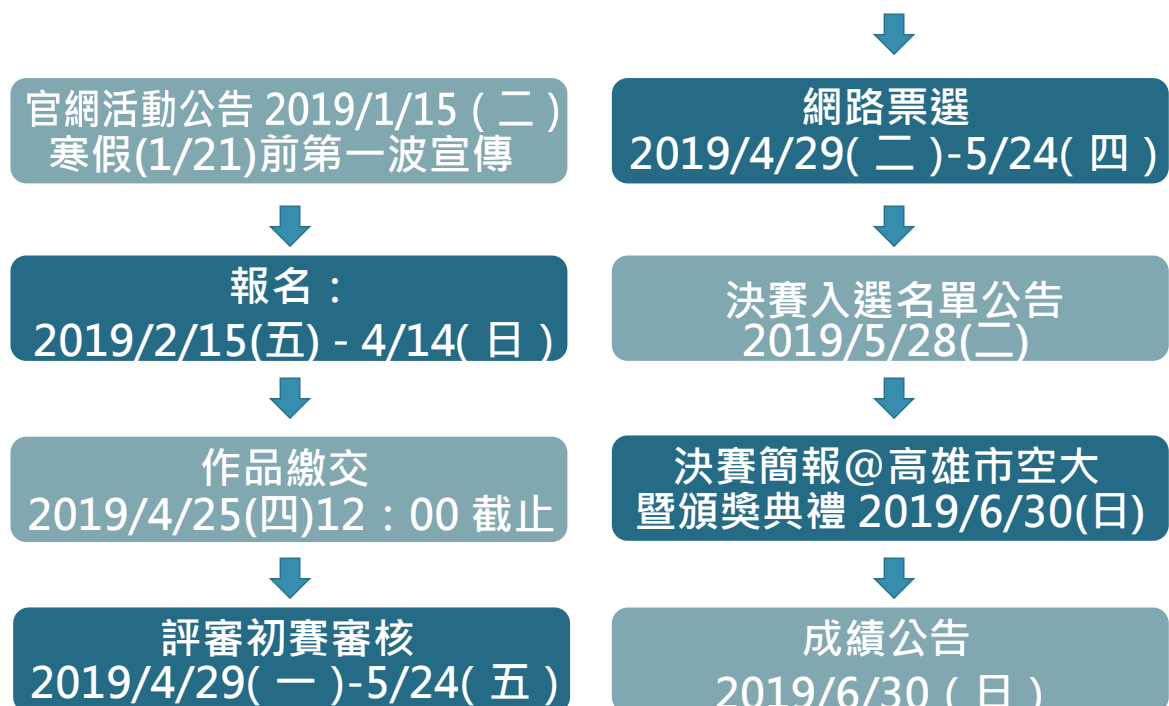 官網活動公告 2019/1/15 ( 二 )
寒假(1/21)前第一波宣傳
報名：
2019/2/15(五) - 4/14( 日 )
作品繳交
2019/4/25(四)12：00 截止
評審初賽審核
2019/4/29( 一 )-5/24( 五 )
網路票選
2019/4/29( 二 )-5/24( 四 )
決賽入選名單公告
2019/5/28(二)
決賽簡報@高雄市空大
暨頒獎典禮 2019/6/30(日)
成績公告
2019/6/30 ( 日 )